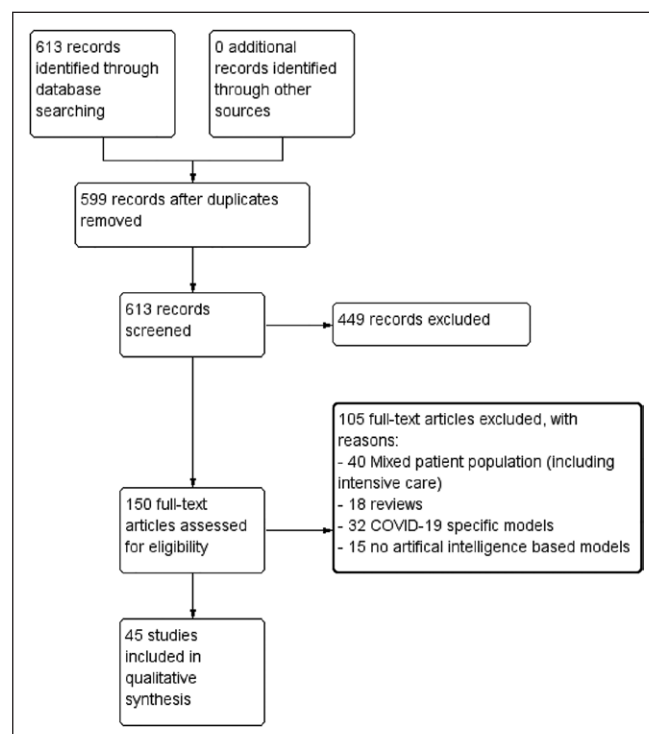 613 records
identified through
database
searching
0 additional
records identified
through other
sources
599 records after duplicates
removed
613 records
screened
449 records excluded
150 full-text
articles assessed
for eligibility
105 full-text articles excluded, with
reasons:
- 40 Mixed patient population (including
intensive care)
- 18 reviews
- 32 COVID-19 specific models
- 15 no artifical intelligence based models
45 studies
included in
qualitative
synthesis